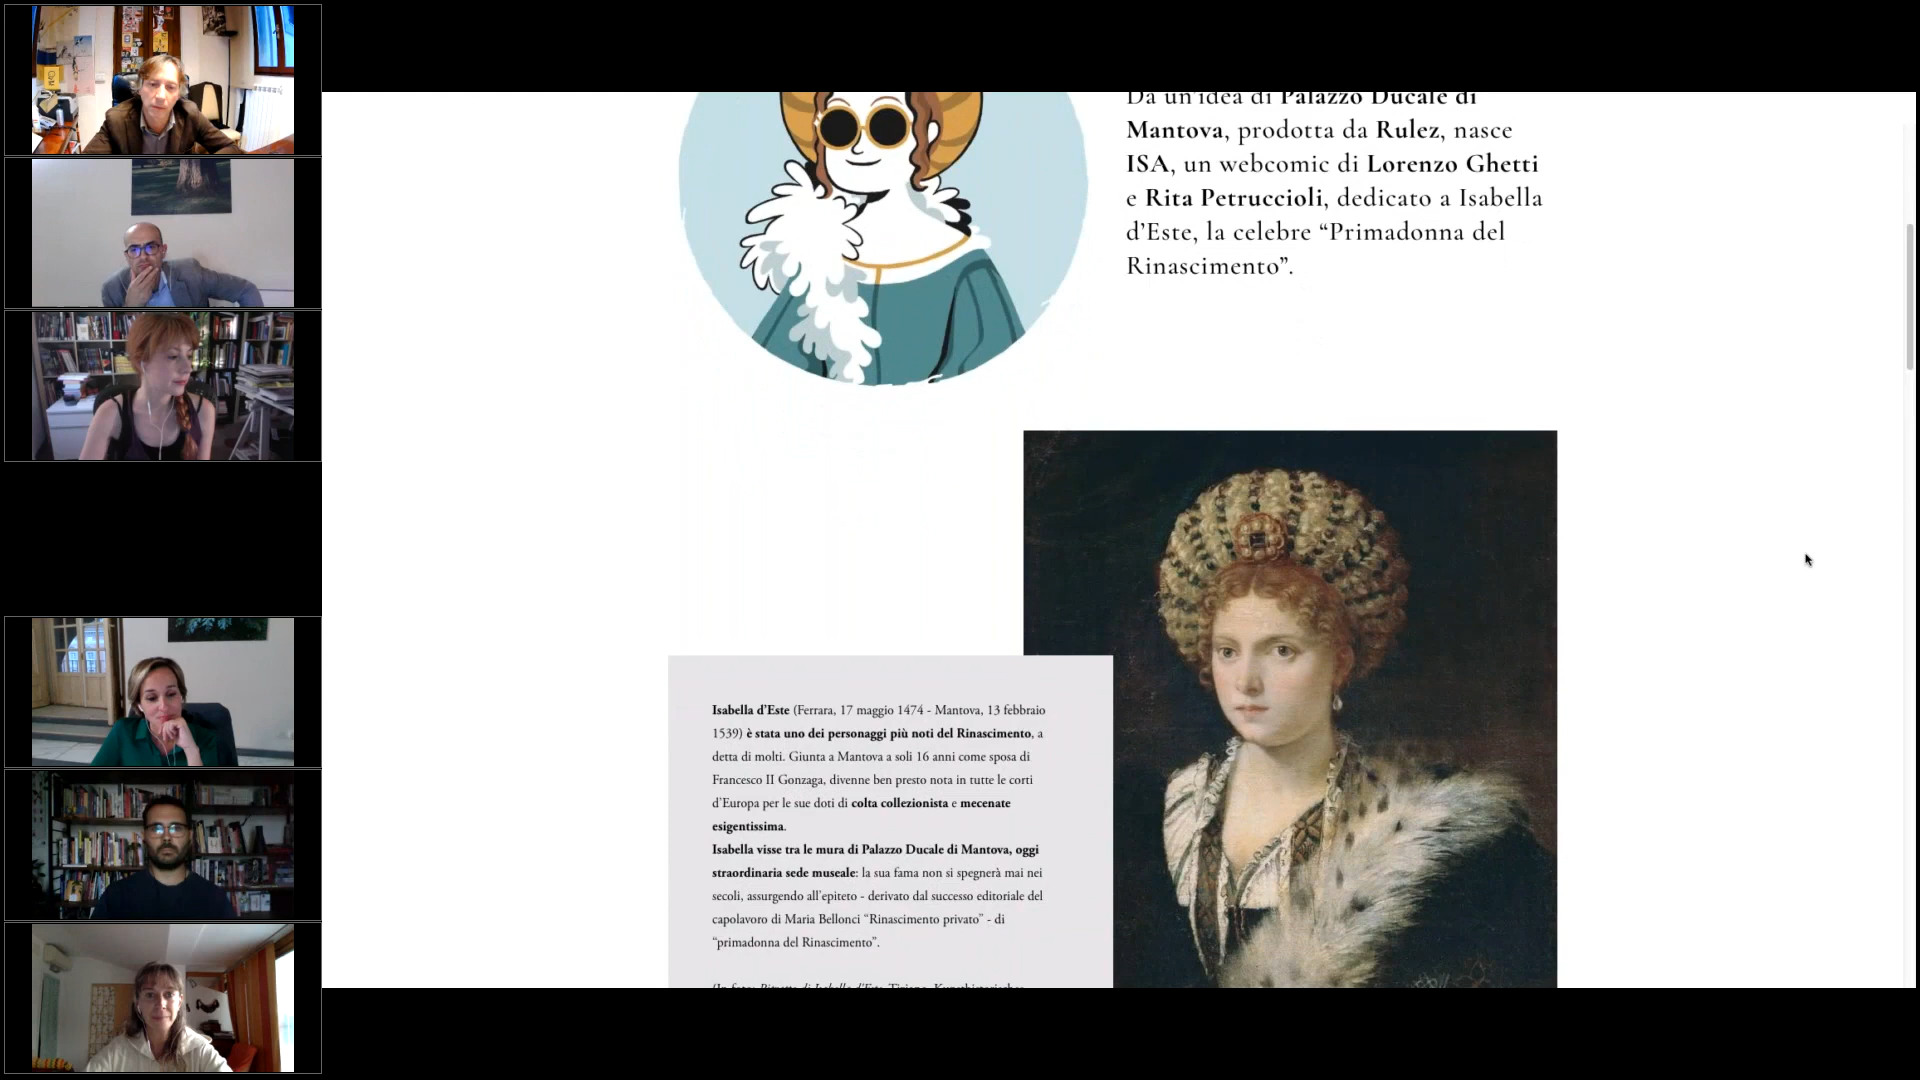 Da un'idea di Palazzo Ducale di
Mantova, prodotta da Rulez, nasce
ISA, un webcomic di Lorenzo Ghetti
e Rita Petruccioli, dedicato a Isabella
d'Este, la celebre “Primadonna del
Rinascimento”.
Isabella d'Este (Ferrara, 17 maggio 1474 - Mantova, 13 febbraio
1539) è stata uno dei personaggi più noti del Rinascimento, a
detta di molti. Giunta a Mantova a soli 16 anni come sposa di
Francesco II Gonzaga, divenne ben presto nota in tutte le corti
d'Europa per le sue doti di colta collezionista e mecenate
esigentissima.
Isabella visse tra le mura di Palazzo Ducale di Mantova, oggi
straordinaria sede museale: la sua fama non si spegnerà mai nei
secoli, assurgendo all'epiteto - derivato dal successo editoriale del
capolavoro di Maria Bellonci “Rinascimento privato” - di
“primadonna del Rinascimento”.